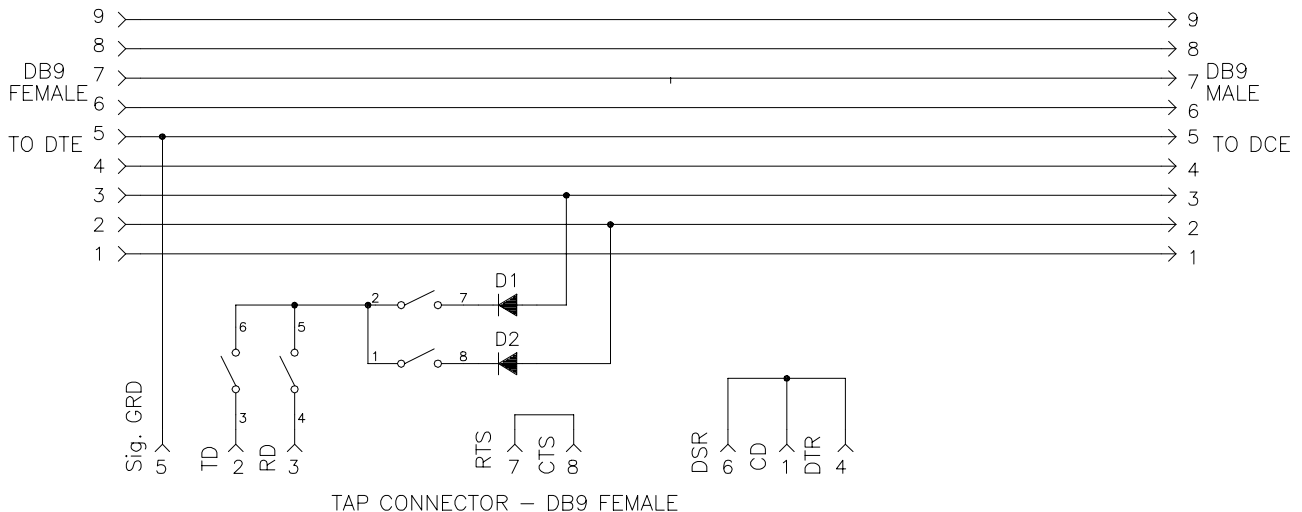 9 9
8 8
DB9 7 7 DB9
FEMALE 6 6 MALE
TO DTE 5 5 TO DCE
4 4
3 3
2 2
1 1
D1
2 7
6 5
D2
1 8
3 4
Sig. GRD 5
TD 2
RD 3
RTS 7
CTS 8
DSR 6
CD 1
DTR 4
TAP CONNECTOR – DB9 FEMALE